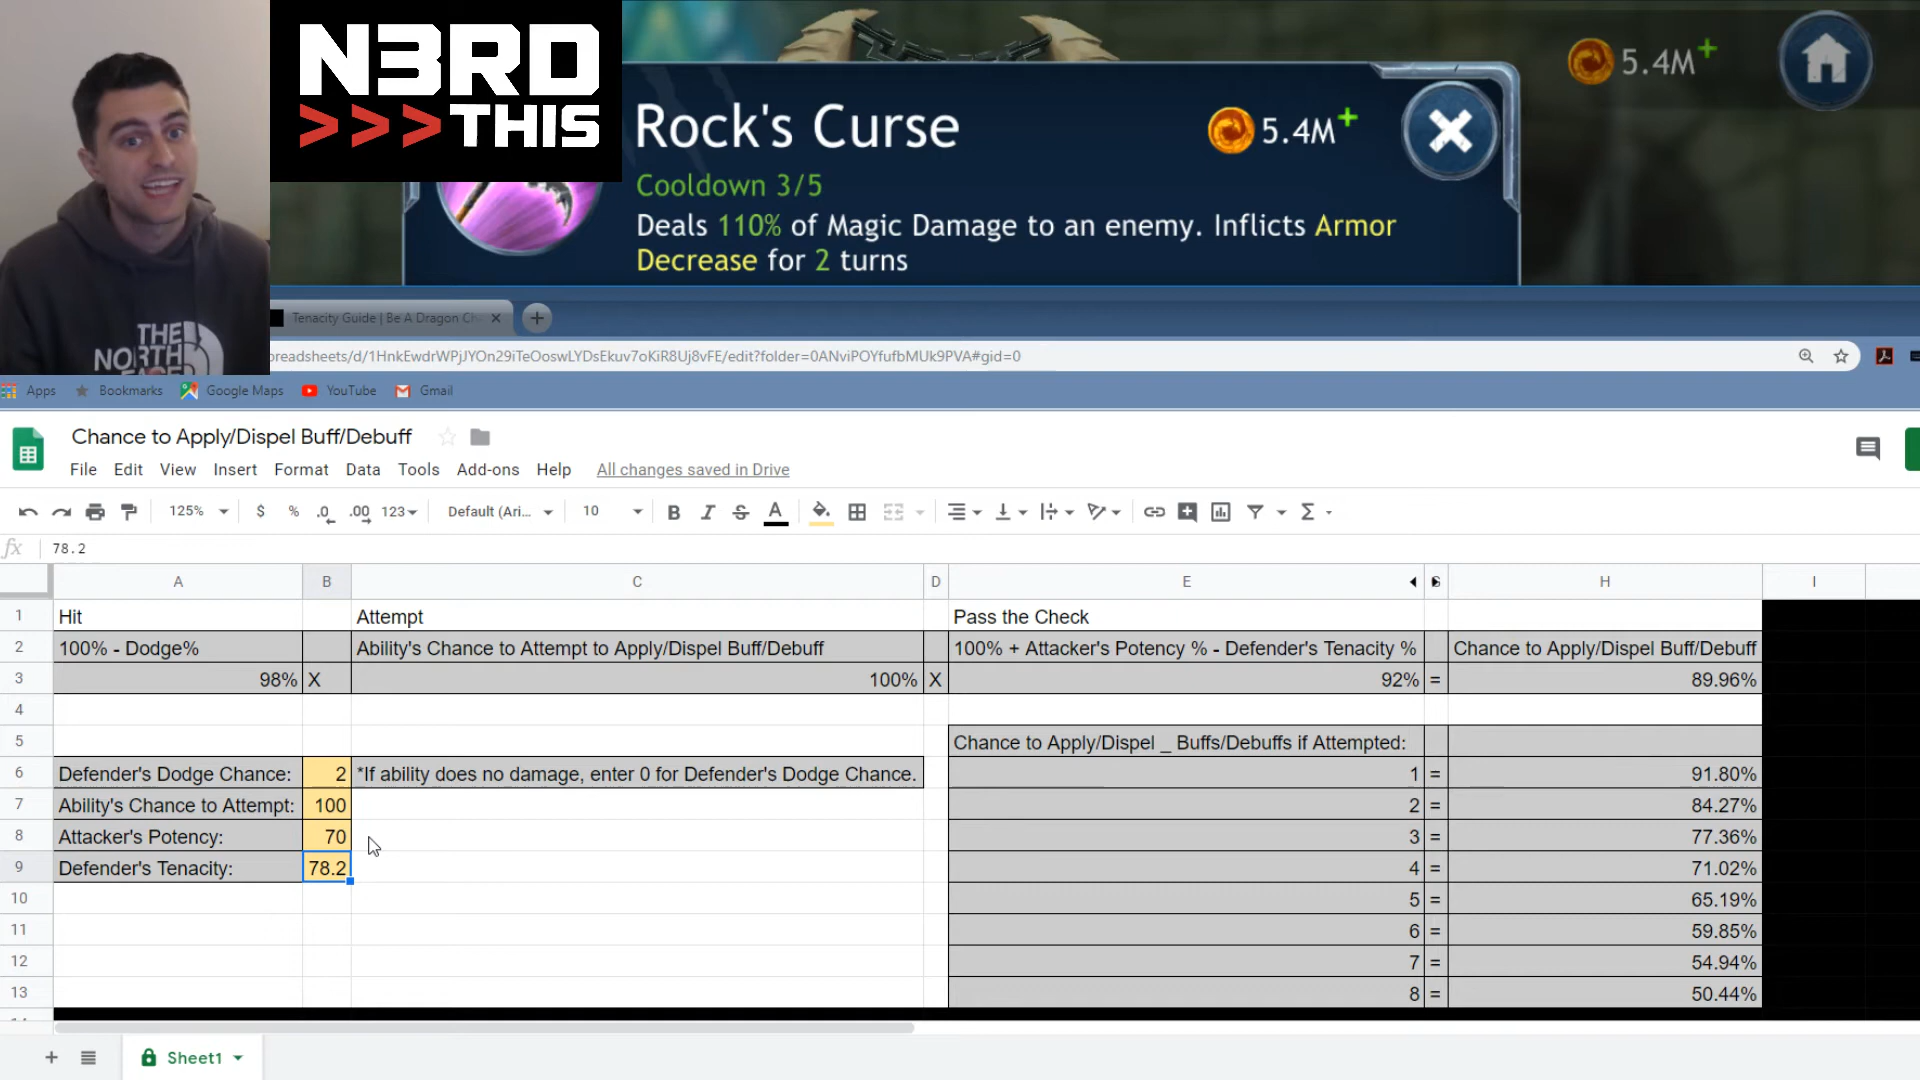 N3RD
>>> THIS
5.4M+
Rock's Curse
5.4M+
Cooldown 3/5
Deals 110% of Magic Damage to an enemy. Inflicts Armor
Decrease for 2 turns
THE
NORTH
FACE
Tenacity Guide | Be A Dragon Ch
readsheets/d/1HnkEwdrWPjJYOn29iTeOoswLYDsEkuv7oKiR8Uj8vFE/edit?folder=0ANviPOYfufbMUk9PVA#gid=0
Apps Bookmarks Google Maps YouTube Gmail
Chance to Apply/Dispel Buff/Debuff
File Edit View Insert Format Data Tools Add-ons Help All changes saved in Drive
125% $ % .0 .00 123 Default (Ari... 10 B I S A Σ
fx 78.2
A B C D E H I
1 Hit Attempt Pass the Check
2 100% - Dodge% Ability's Chance to Attempt to Apply/Dispel Buff/Debuff 100% + Attacker's Potency % - Defender's Tenacity % Chance to Apply/Dispel Buff/Debuff
3 98% X 100% X 92% = 89.96%
4
5 Chance to Apply/Dispel _ Buffs/Debuffs if Attempted:
6 Defender's Dodge Chance: 2 *If ability does no damage, enter 0 for Defender's Dodge Chance. 1 = 91.80%
7 Ability's Chance to Attempt: 100 2 = 84.27%
8 Attacker's Potency: 70 3 = 77.36%
9 Defender's Tenacity: 78.2 4 = 71.02%
10 5 = 65.19%
11 6 = 59.85%
12 7 = 54.94%
13 8 = 50.44%
Sheet1